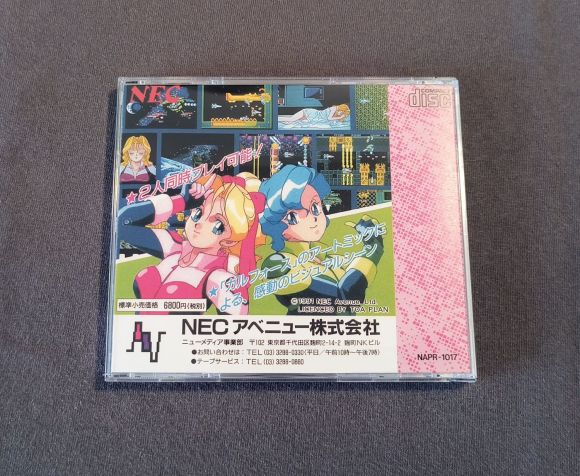 NEC
COMPACT
disc
★2人同時プレイ可能！
★「ガルフォース」のアートミックに
よる、感動のビジュアルシーン
標準小売価格 6800円(税別)
© 1991 NEC Avenue, Ltd.
LICENCED BY TOA PLAN
NECアベニュー株式会社
ニューメディア事業部 〒102 東京都千代田区麹町2-14-2 麹町NKビル
●お問い合わせは：TEL(03)3288-0330(平日／午前10時〜午後7時)
●テープサービス：TEL(03)3288-0860
NAPR-1017